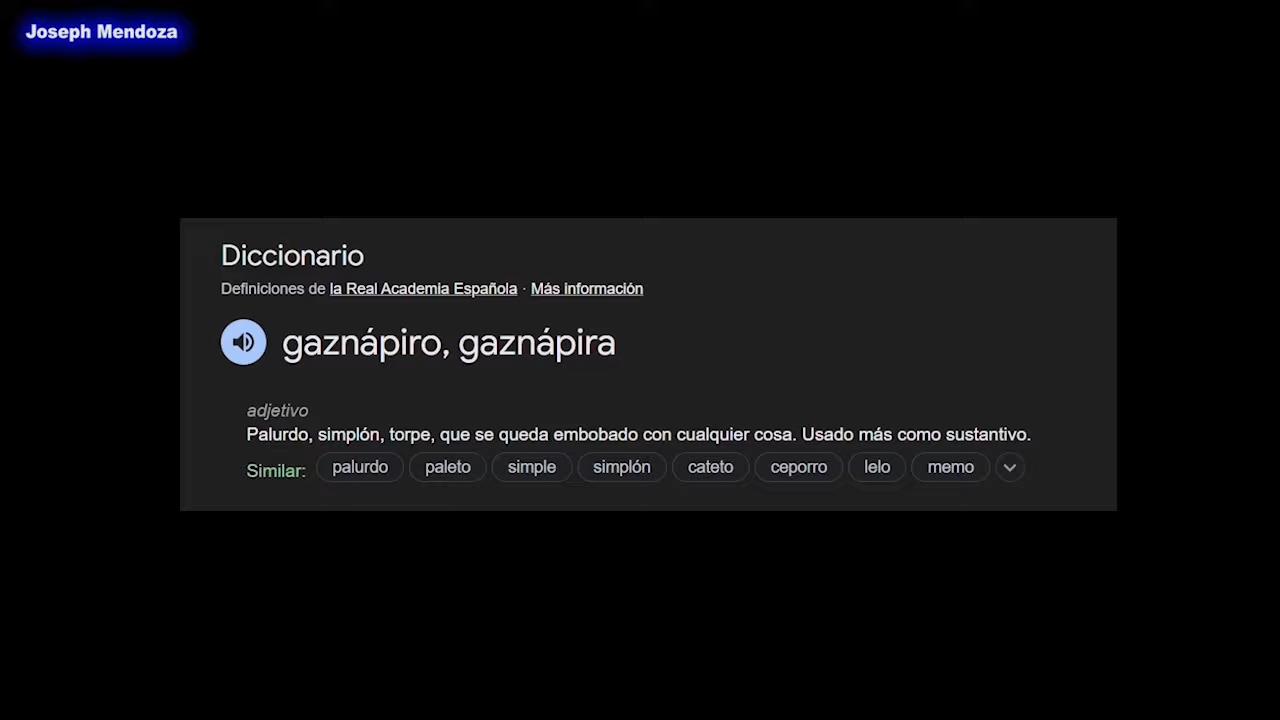 Joseph Mendoza
Diccionario
Definiciones de la Real Academia Española · Más información
gaznápiro, gaznápira
adjetivo
Palurdo, simplón, torpe, que se queda embobado con cualquier cosa. Usado más como sustantivo.
Similar: palurdo paleto simple simplón cateto ceporro lelo memo